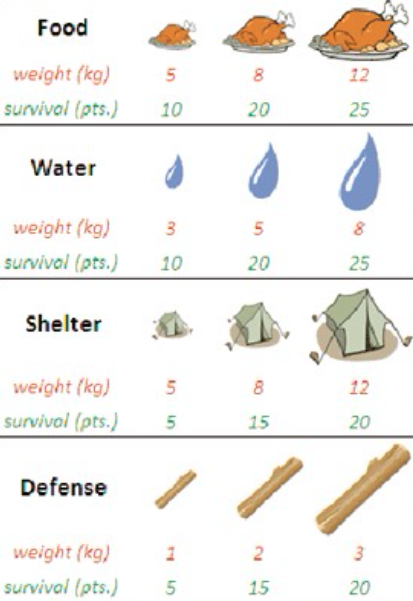 Food
weight (kg) 5 8 12
survival (pts.) 10 20 25
Water
weight (kg) 3 5 8
survival (pts.) 10 20 25
Shelter
weight (kg) 5 8 12
survival (pts.) 5 15 20
Defense
weight (kg) 1 2 3
survival (pts.) 5 15 20